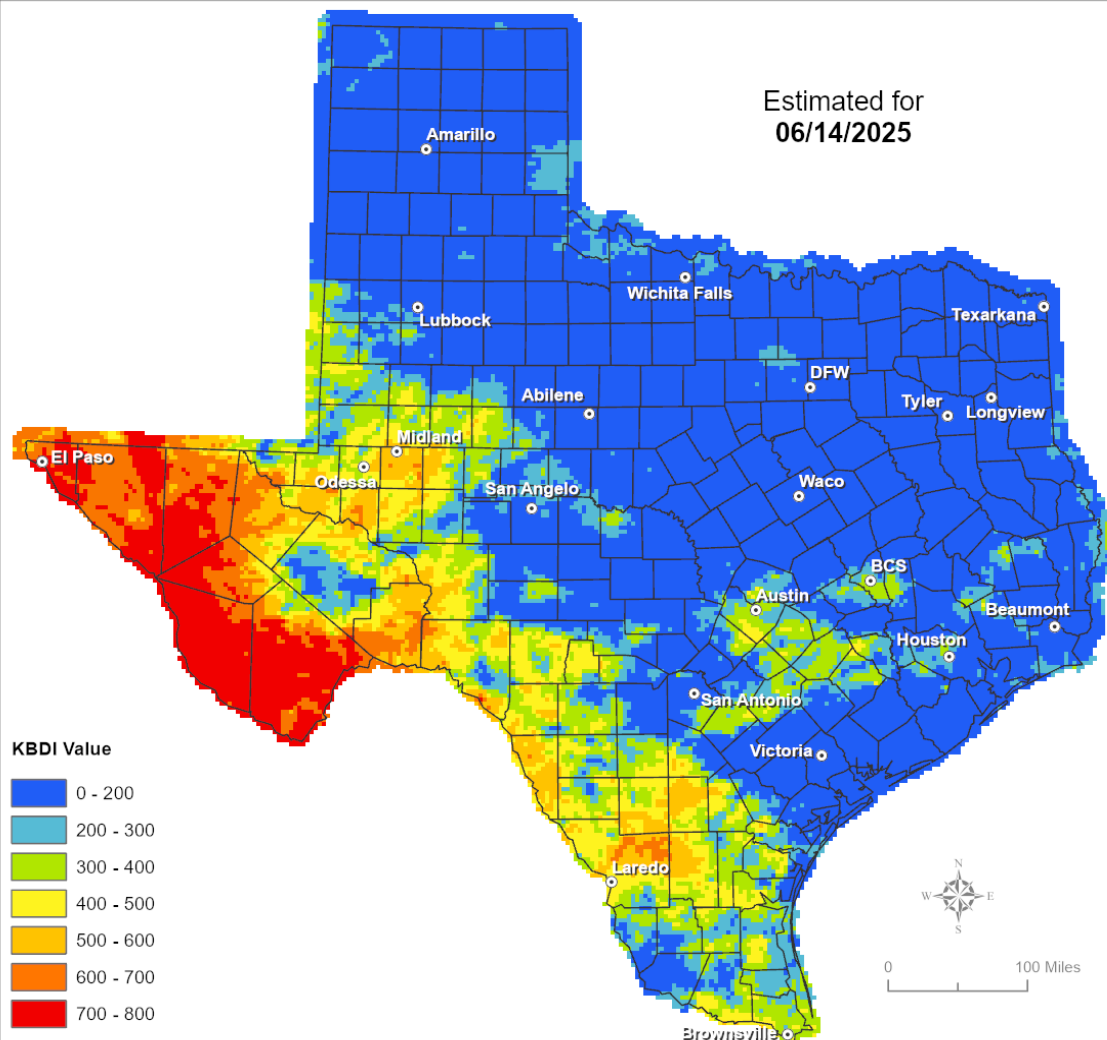 Estimated for
06/14/2025
Amarillo
Wichita Falls
Lubbock
Texarkana
DFW
Abilene
Tyler
Longview
Midland
El Paso
Odessa
San Angelo
Waco
BCS
Austin
Beaumont
Houston
San Antonio
Victoria
Laredo
Brownsville
KBDI Value
0 - 200
200 - 300
300 - 400
400 - 500
500 - 600
600 - 700
700 - 800
N
W E
S
0 100 Miles